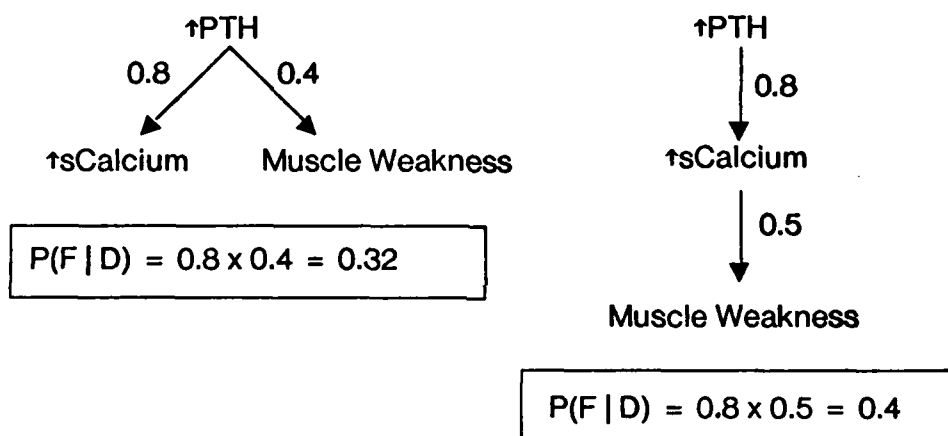 ↑PTH
0.8 0.4
↑sCalcium Muscle Weakness
P(F | D) = 0.8 x 0.4 = 0.32
↑PTH
0.8
↑sCalcium
0.5
Muscle Weakness
P(F | D) = 0.8 x 0.5 = 0.4